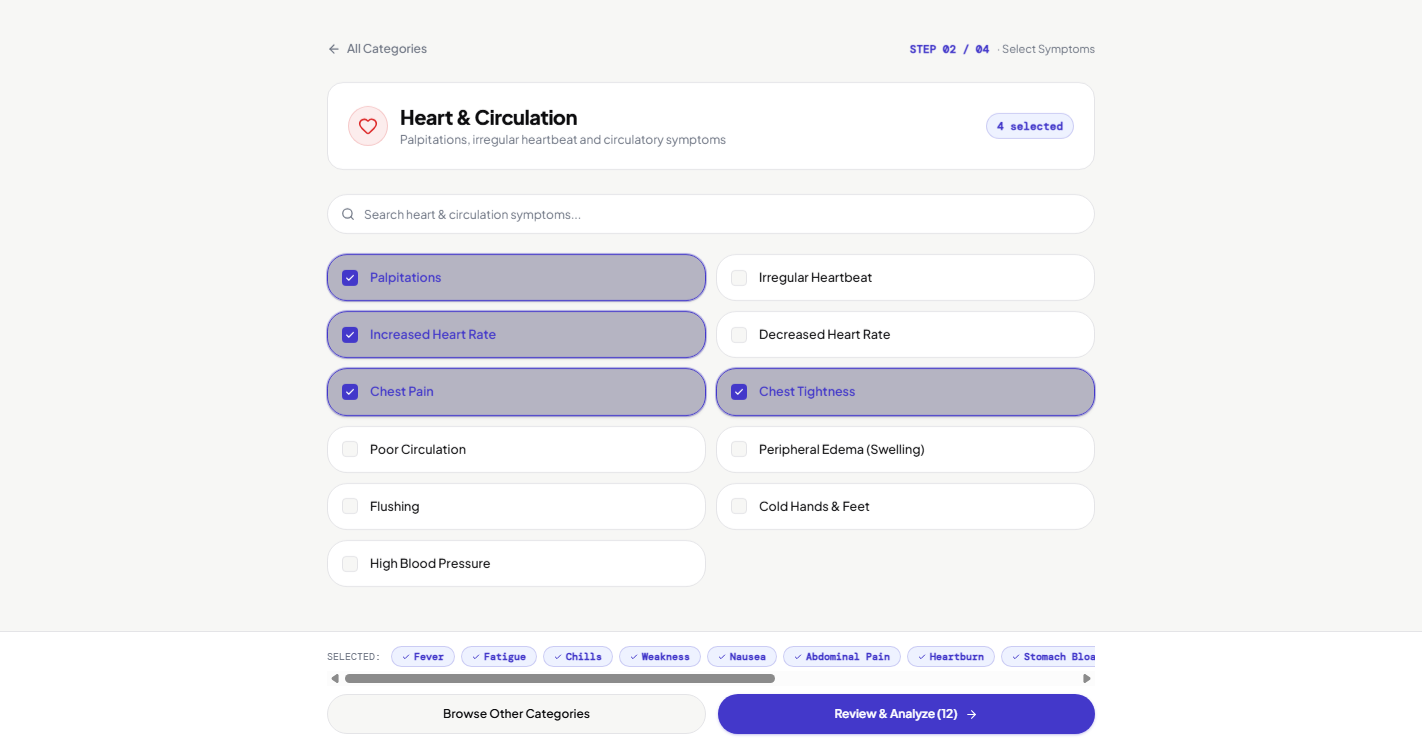 All Categories
STEP 02 / 04 · Select Symptoms
Heart & Circulation
Palpitations, irregular heartbeat and circulatory symptoms
4 selected
Search heart & circulation symptoms...
Palpitations
Irregular Heartbeat
Increased Heart Rate
Decreased Heart Rate
Chest Pain
Chest Tightness
Poor Circulation
Peripheral Edema (Swelling)
Flushing
Cold Hands & Feet
High Blood Pressure
SELECTED: Fever Fatigue Chills Weakness Nausea Abdominal Pain Heartburn Stomach Bloa
Browse Other Categories
Review & Analyze (12)